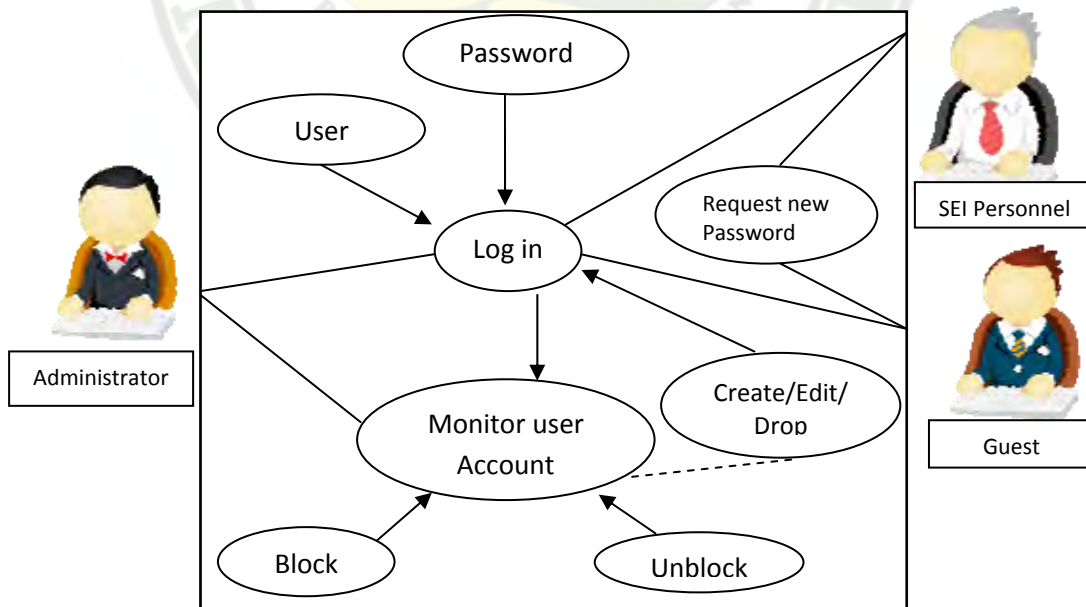 Password
User
Request new
Password
SEI Personnel
Log in
Administrator
Create/Edit/
Drop
Monitor user
Account
Guest
Block
Unblock